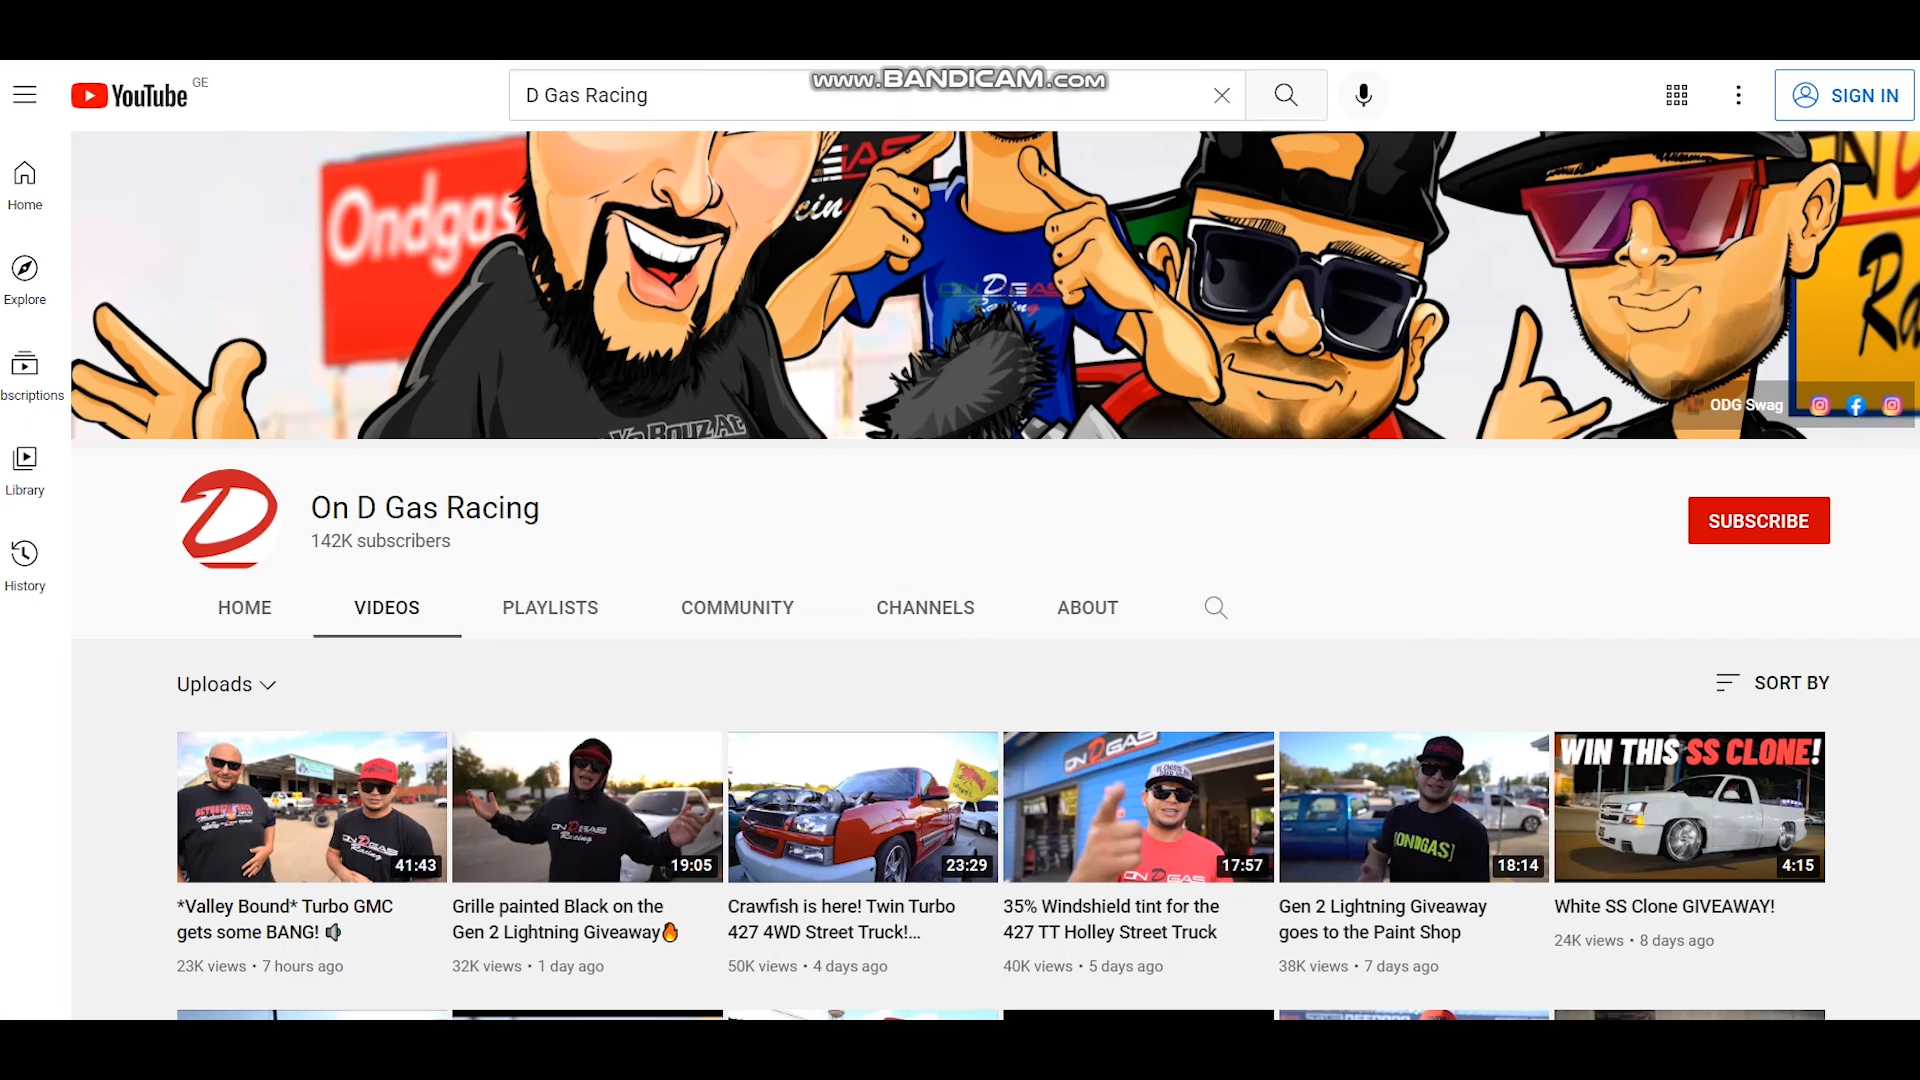 www.BANDICAM.com
YouTube GE
D Gas Racing
SIGN IN
Home
Explore
bscriptions
Library
History
Ondgas
ODG Swag
On D Gas Racing
142K subscribers
SUBSCRIBE
HOME
VIDEOS
PLAYLISTS
COMMUNITY
CHANNELS
ABOUT
Uploads
SORT BY
41:43
19:05
ON D GAS
Racing
23:29
17:57
ON D GAS
18:14
[ONDGAS]
WIN THIS SS CLONE!
4:15
*Valley Bound* Turbo GMC
gets some BANG! 🔊
23K views • 7 hours ago
Grille painted Black on the
Gen 2 Lightning Giveaway🔥
32K views • 1 day ago
Crawfish is here! Twin Turbo
427 4WD Street Truck!...
50K views • 4 days ago
35% Windshield tint for the
427 TT Holley Street Truck
40K views • 5 days ago
Gen 2 Lightning Giveaway
goes to the Paint Shop
38K views • 7 days ago
White SS Clone GIVEAWAY!
24K views • 8 days ago